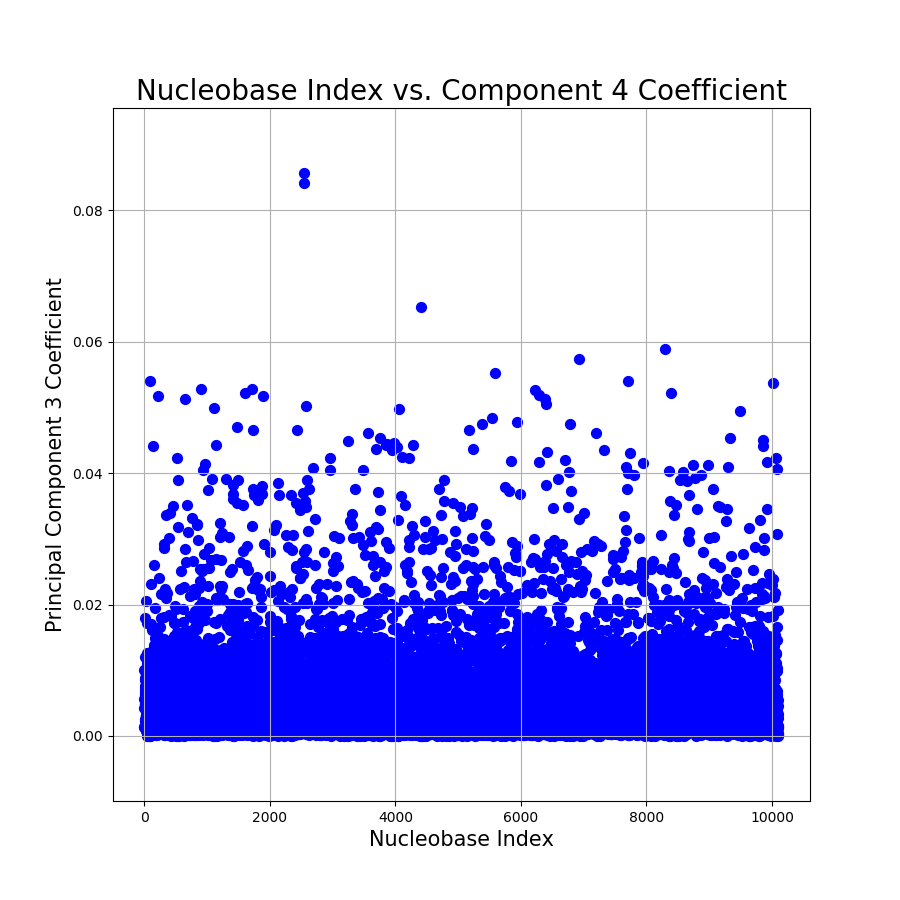 Nucleobase Index vs. Component 4 Coefficient
Principal Component 3 Coefficient
0.08
0.06
0.04
0.02
0.00
0 2000 4000 6000 8000 10000
Nucleobase Index